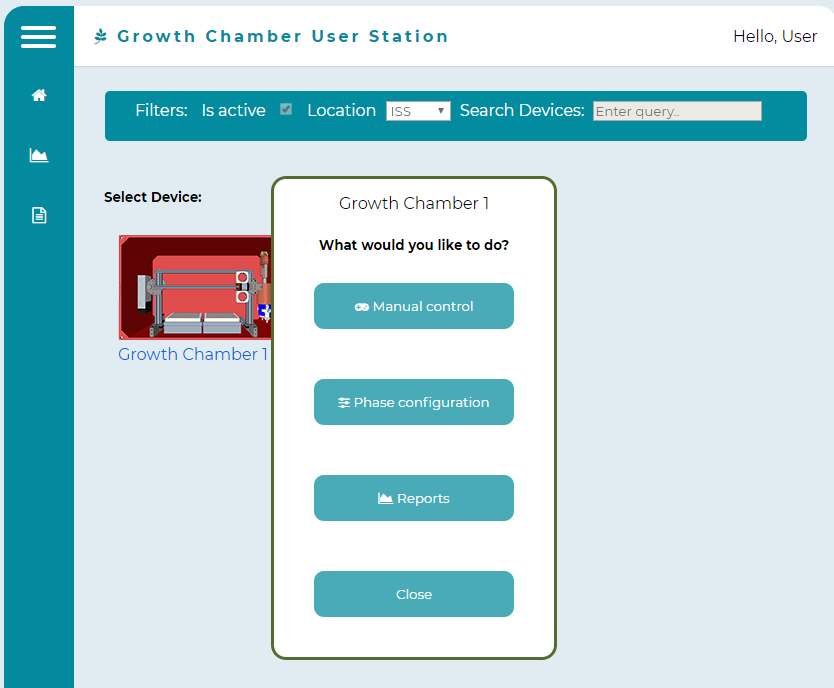 Growth Chamber User Station
Hello, User
Filters: Is active Location ISS Search Devices: Enter query..
Select Device:
Growth Chamber 1
Growth Chamber 1
What would you like to do?
Manual control
Phase configuration
Reports
Close